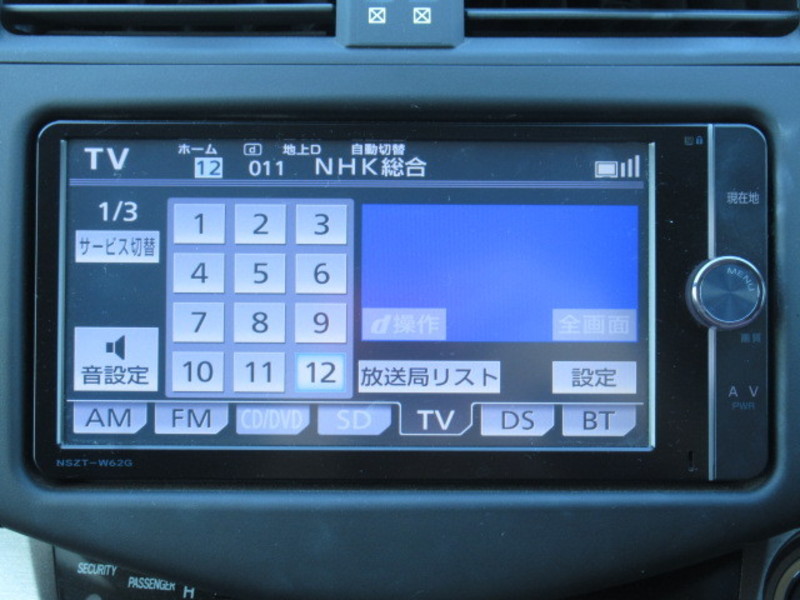 TV
ホーム
d
地上D
自動切替
12
011
NHK総合
1/3
サービス切替
1 2 3
4 5 6
7 8 9
10 11 12
音設定
d操作
全画面
放送局リスト
設定
AM FM CD/DVD SD TV DS BT
NSZT-W62G
現在地
MENU
画質
A V
PWR
SECURITY
PASSENGER
H